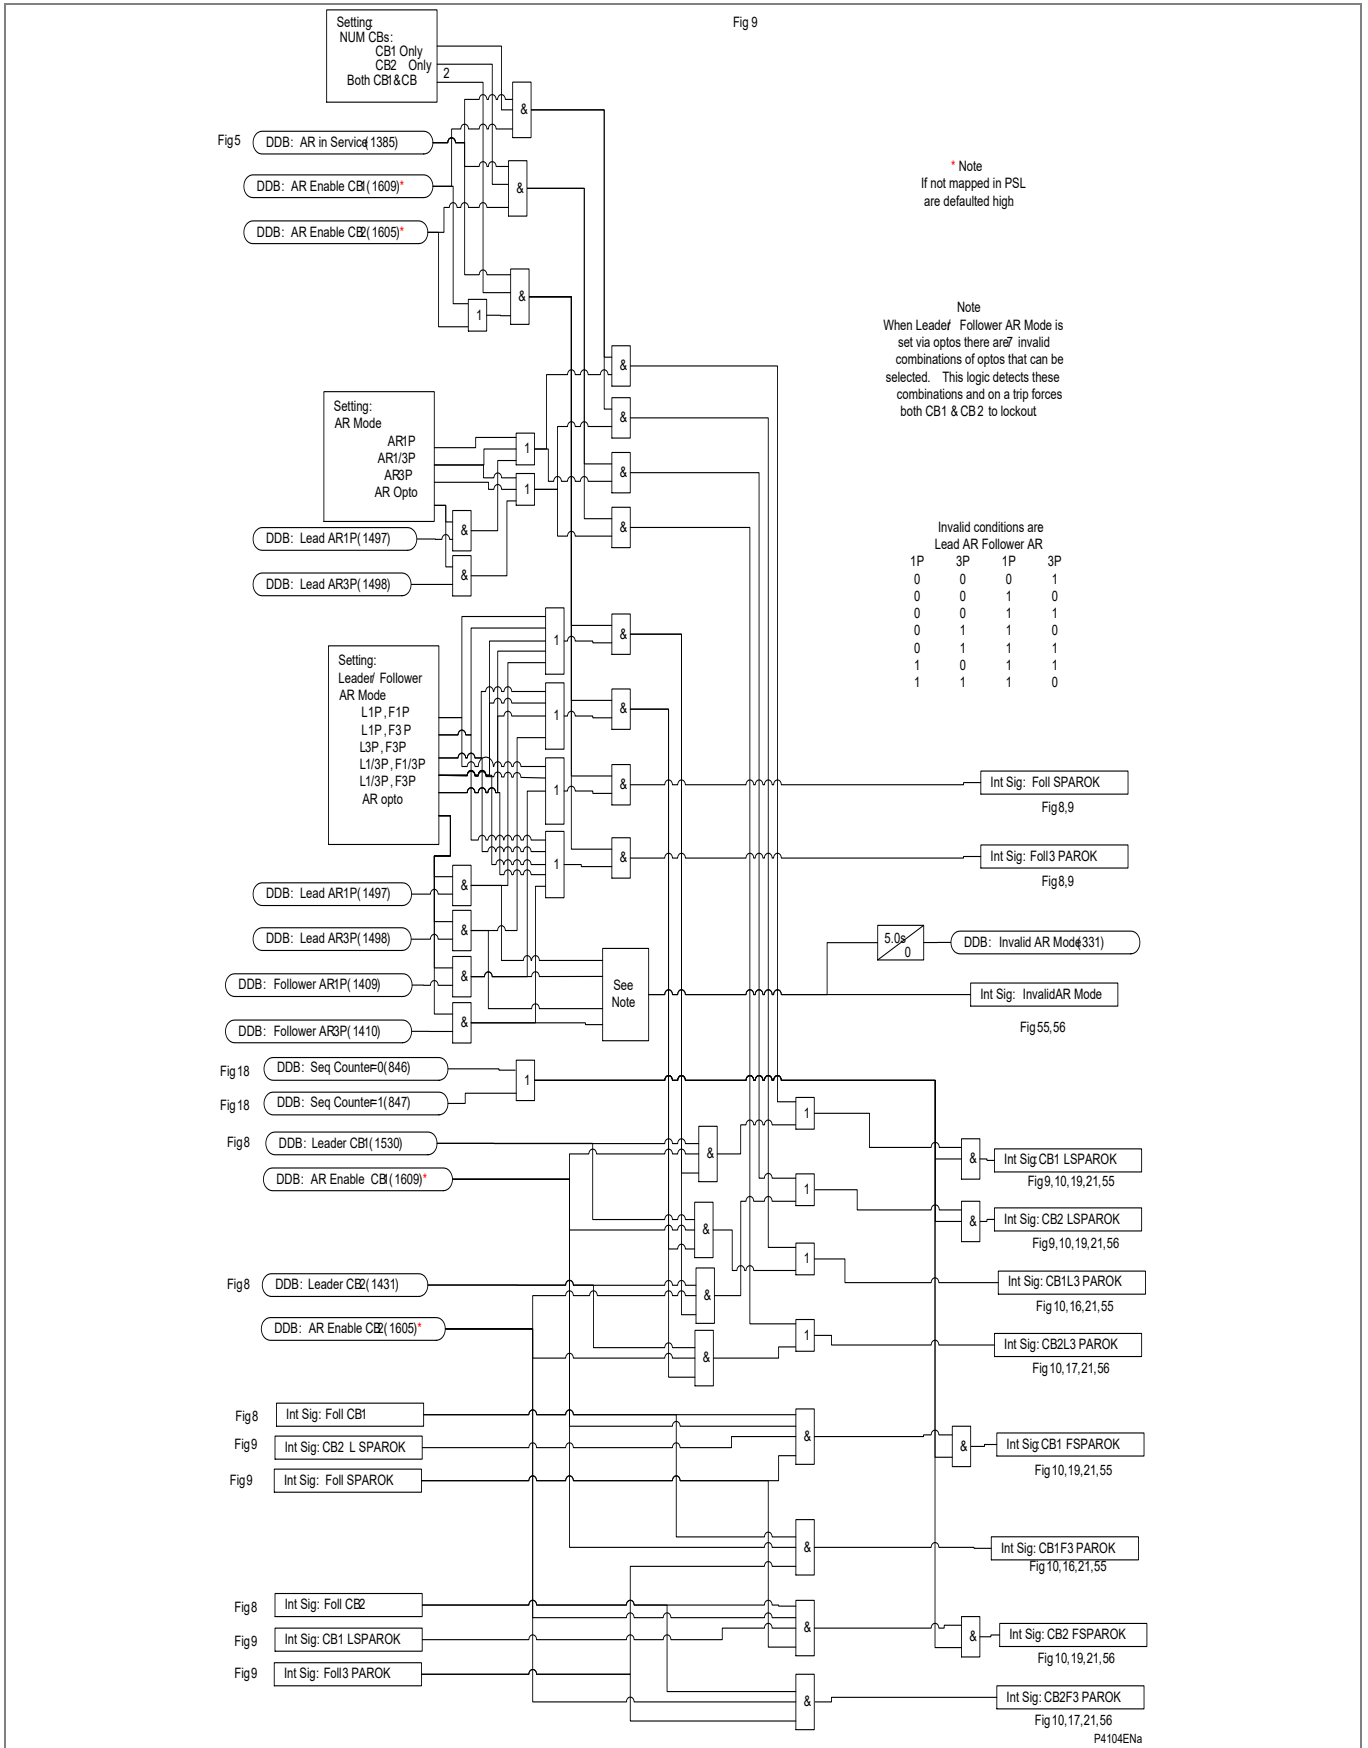 Fig 9
Setting:
NUM CBs:
CB1 Only
CB2 Only
Both CB1&CB 2
&
Fig5
DDB: AR in Service(1385)
DDB: AR Enable CB1(1609)*
&
DDB: AR Enable CB2(1605)*
&
1
* Note
If not mapped in PSL
are defaulted high
Note
When Leader/ Follower AR Mode is
set via optos there are7 invalid
combinations of optos that can be
selected. This logic detects these
combinations and on a trip forces
both CB1 & CB2 to lockout
&
&
&
&
Setting:
AR Mode
AR1P
AR1/3P
AR3P
AR Opto
1
1
&
DDB: Lead AR1P(1497)
&
DDB: Lead AR3P(1498)
Invalid conditions are
Lead AR Follower AR
1P 3P 1P 3P
0 0 0 1
0 0 1 0
0 0 1 1
0 1 1 0
0 1 1 1
1 0 1 1
1 1 1 0
Setting:
Leader/ Follower
AR Mode
L1P, F1P
L1P, F3P
L3P, F3P
L1/3P, F1/3P
L1/3P, F3P
AR opto
1
&
1
&
1
&
Int Sig: Foll SPAROK
Fig8,9
1
&
Int Sig: Foll3 PAROK
Fig8,9
DDB: Lead AR1P(1497)
&
DDB: Lead AR3P(1498)
&
DDB: Follower AR1P(1409)
&
DDB: Follower AR3P(1410)
&
See
Note
5.0s
0
DDB: Invalid AR Mode(331)
Int Sig: InvalidAR Mode
Fig55,56
Fig18
DDB: Seq Counter=0(846)
1
Fig18
DDB: Seq Counter=1(847)
Fig8
DDB: Leader CB1(1530)
DDB: AR Enable CB1(1609)*
&
1
&
Int Sig:CB1 LSPAROK
Fig9,10,19,21,55
&
1
&
Int Sig: CB2 LSPAROK
Fig9,10,19,21,56
Fig8
DDB: Leader CB2(1431)
&
1
Int Sig: CB1L3 PAROK
Fig10,16,21,55
DDB: AR Enable CB2(1605)*
&
1
Int Sig: CB2L3 PAROK
Fig10,17,21,56
Fig8
Int Sig: Foll CB1
Fig9
Int Sig: CB2 L SPAROK
Fig9
Int Sig: Foll SPAROK
&
&
Int Sig:CB1 FSPAROK
Fig10,19,21,55
&
Int Sig: CB1F3 PAROK
Fig10,16,21,55
Fig8
Int Sig: Foll CB2
Fig9
Int Sig: CB1 LSPAROK
Fig9
Int Sig: Foll3 PAROK
&
&
Int Sig: CB2 FSPAROK
Fig10,19,21,56
&
Int Sig: CB2F3 PAROK
Fig10,17,21,56
P4104ENa